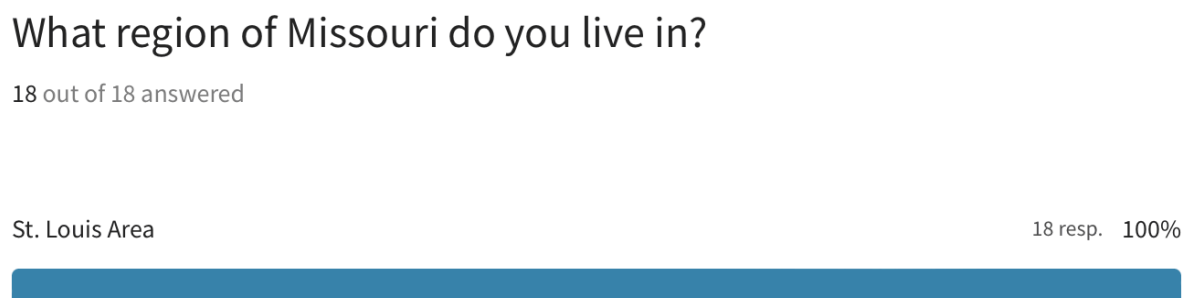 What region of Missouri do you live in?
18 out of 18 answered
St. Louis Area 18 resp. 100%